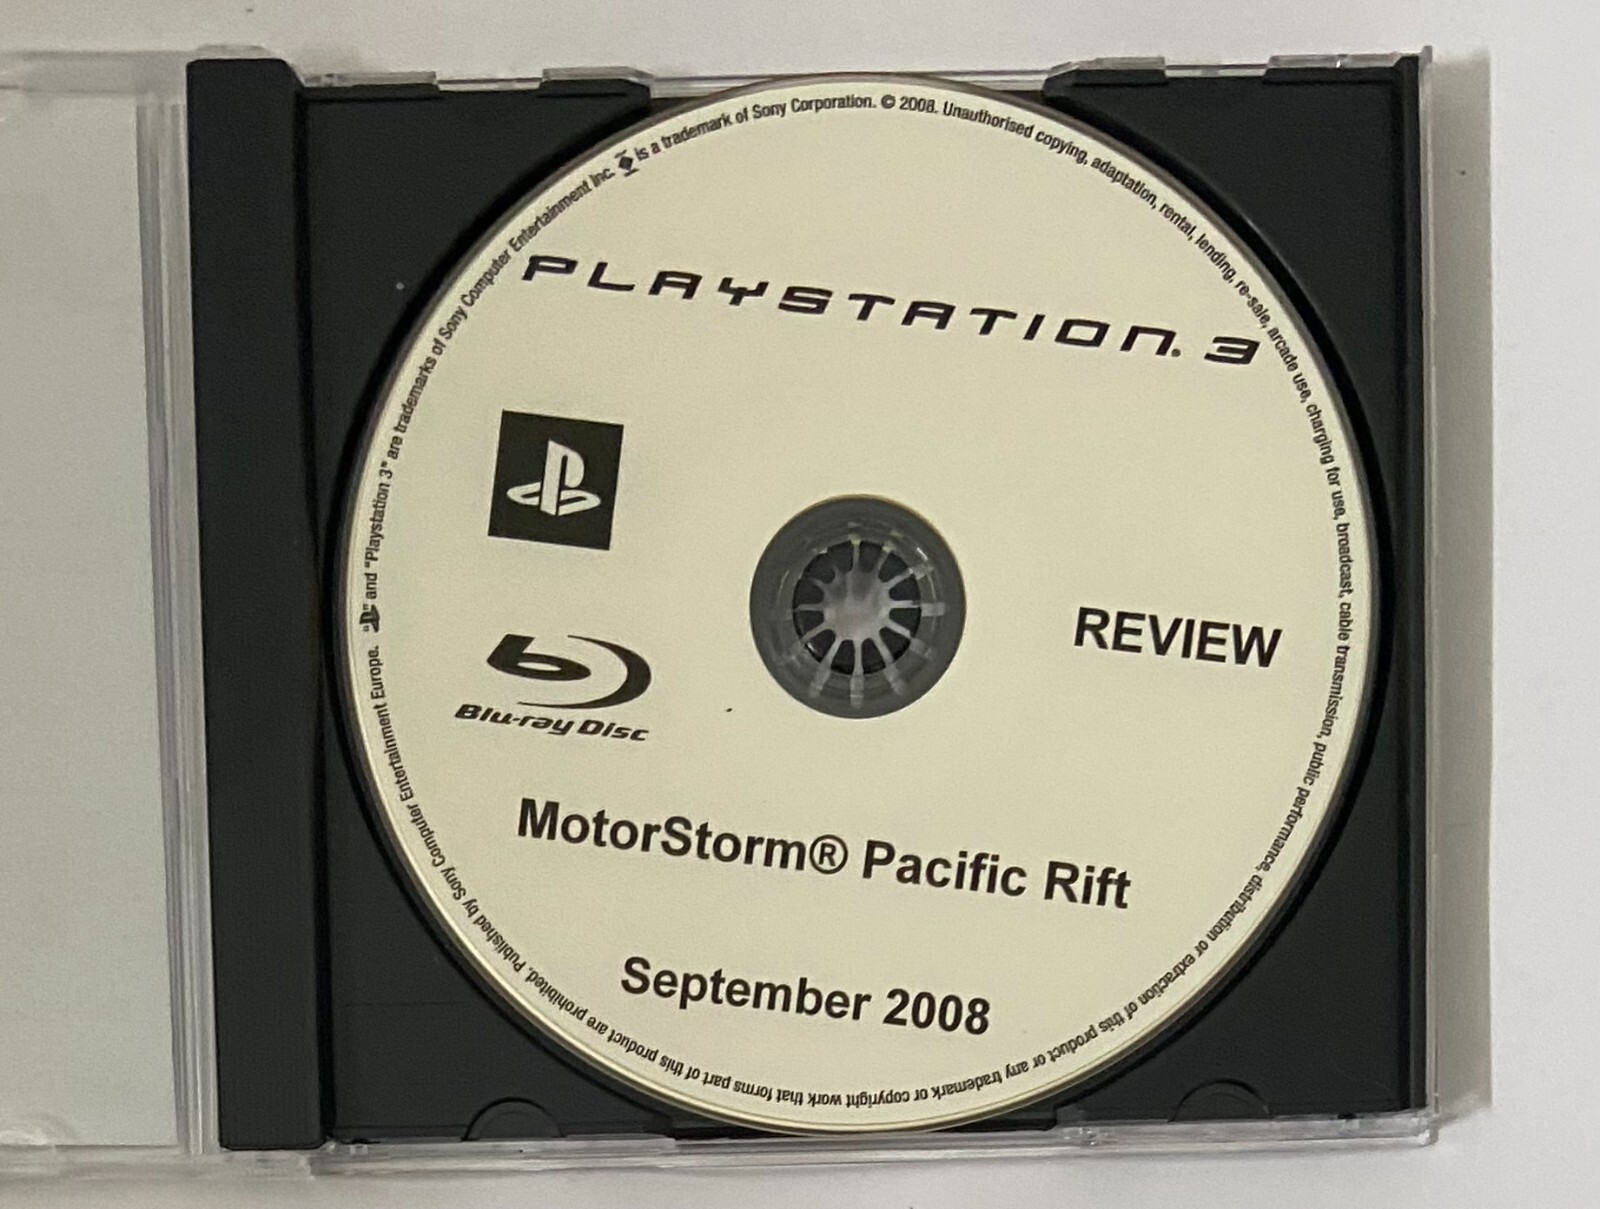 PLAYSTATION® 3
REVIEW
Blu-ray Disc
MotorStorm® Pacific Rift
September 2008
Published by Sony Computer Entertainment Europe. "PS" and "Playstation 3" are trademarks of Sony Computer Entertainment Inc. is a trademark of Sony Corporation. © 2008. Unauthorised copying, adaptation, rental, lending, re-sale, arcade use, charging for use, broadcast, cable transmission, public performance, distribution or extraction of this product or any trademark or copyright work that forms part of this product are prohibited.